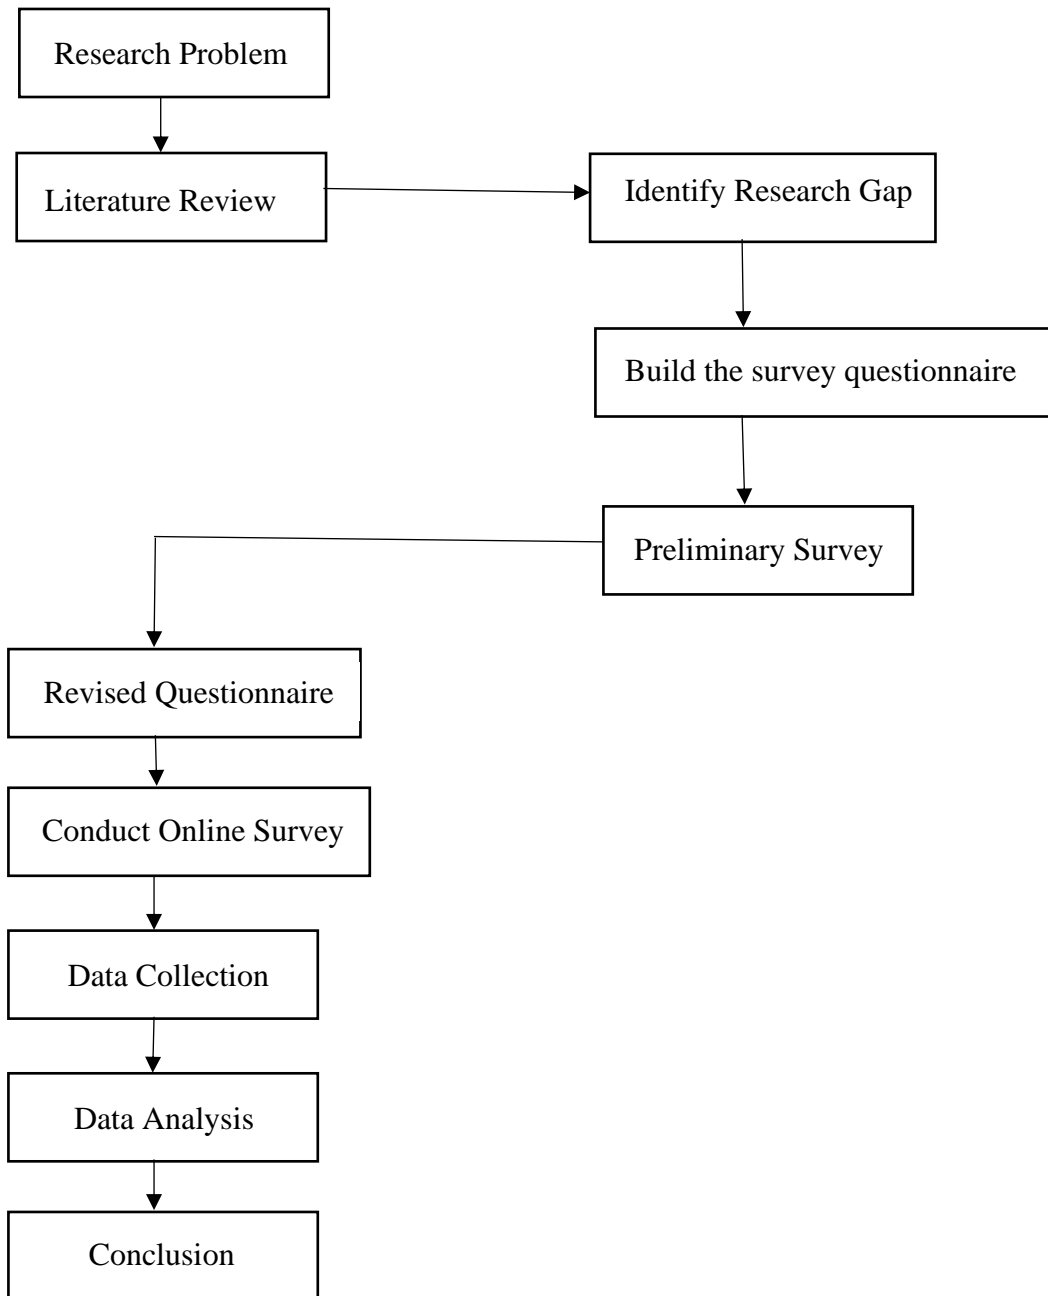 Research Problem
Literature Review
Identify Research Gap
Build the survey questionnaire
Preliminary Survey
Revised Questionnaire
Conduct Online Survey
Data Collection
Data Analysis
Conclusion